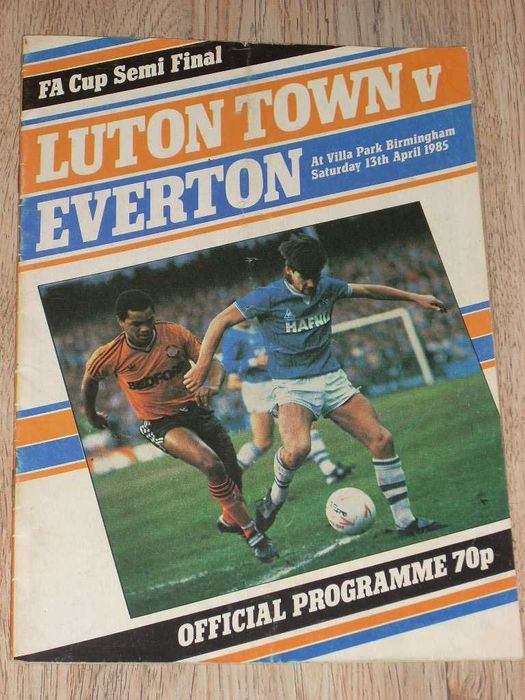 FA Cup Semi Final
LUTON TOWN v
EVERTON
At Villa Park Birmingham
Saturday 13th April 1985
BEDFORD
HAFNIA
OFFICIAL PROGRAMME 70p